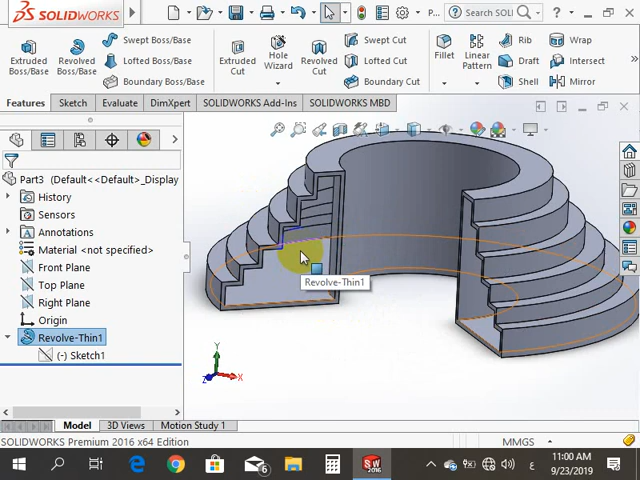 SOLIDWORKS
P...
Search S
Extruded Boss/Base
Revolved Boss/Base
Swept Boss/Base
Lofted Boss/Base
Boundary Boss/Base
Extruded Cut
Hole Wizard
Revolved Cut
Swept Cut
Lofted Cut
Boundary Cut
Fillet
Linear Pattern
Rib
Draft
Shell
Wrap
Intersect
Mirror
Features
Sketch
Evaluate
DimXpert
SOLIDWORKS Add-Ins
SOLIDWORKS MBD
Part3 (Default<<Default>_Display
History
Sensors
Annotations
Material <not specified>
Front Plane
Top Plane
Right Plane
Origin
Revolve-Thin1
(-) Sketch1
Revolve-Thin1
Y
Z
X
Model
3D Views
Motion Study 1
SOLIDWORKS Premium 2016 x64 Edition
MMGS
6
SW
2016
ع
11:00 AM
9/23/2019